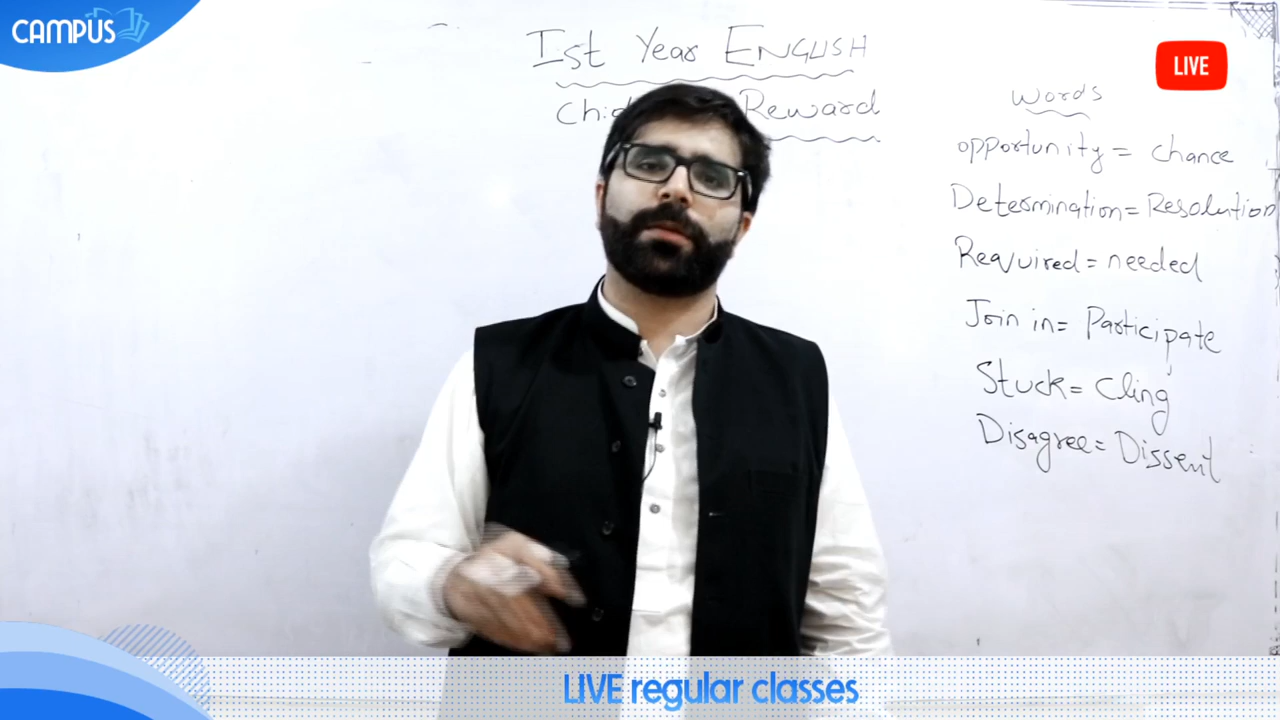 CAMPUS
LIVE
Ist Year ENGLISH
Reward
Words
opportunity = chance
Determination = Resolution
Required = needed
Join in = Participate
Stuck = Cling
Disagree = Dissent
LIVE regular classes